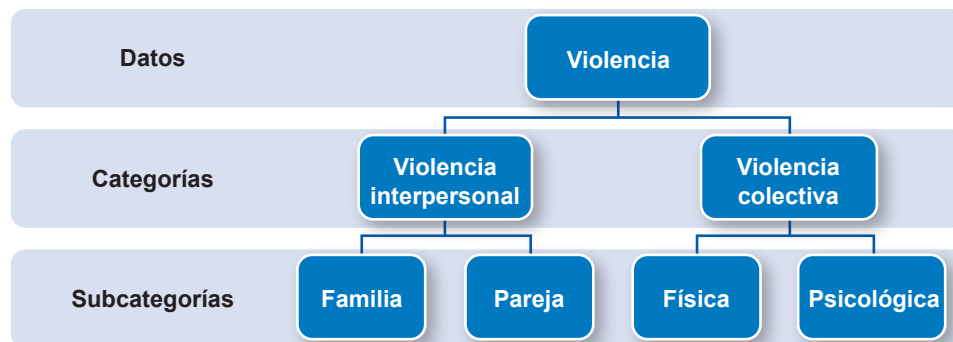 Datos
Violencia
Categorías
Violencia
interpersonal
Violencia
colectiva
Subcategorías
Familia
Pareja
Física
Psicológica